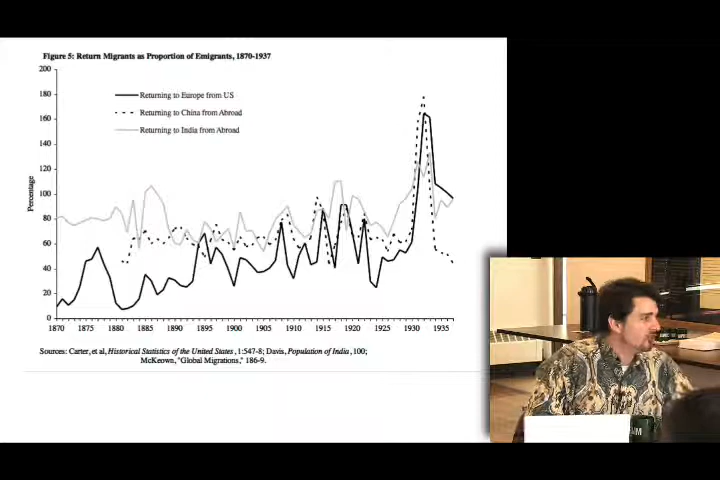 Figure 5: Return Migrants as Proportion of Emigrants, 1870-1937
200
180
160
140
120
100
80
60
40
20
0
Percentage
Returning to Europe from US
Returning to China from Abroad
Returning to India from Abroad
1870 1875 1880 1885 1890 1895 1900 1905 1910 1915 1920 1925 1930 1935
Sources: Carter, et al, Historical Statistics of the United States, 1:547-8; Davis, Population of India, 100;
McKeown, "Global Migrations," 186-9.